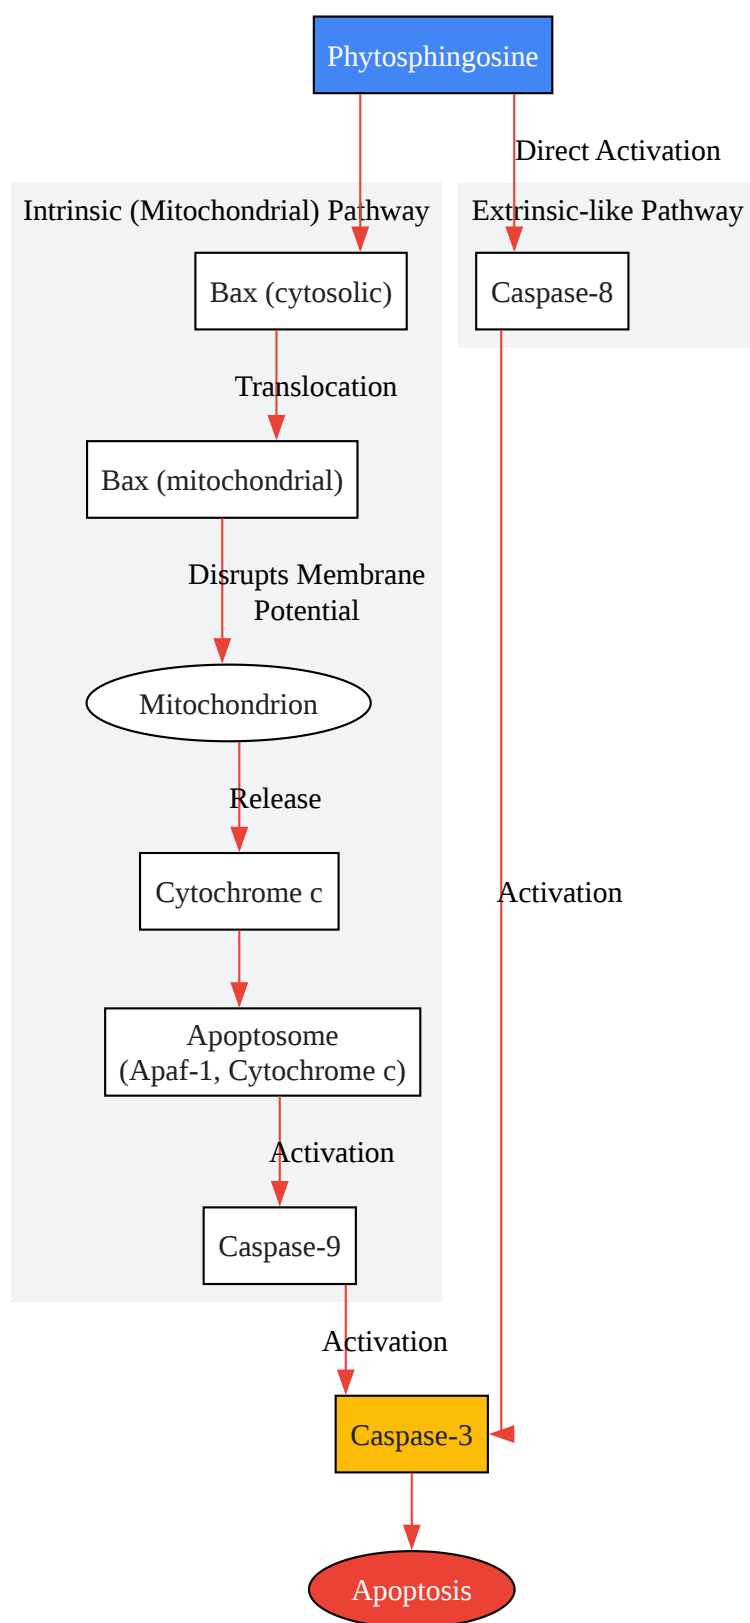 Phytosphingosine
Direct Activation
Intrinsic (Mitochondrial) Pathway
Extrinsic-like Pathway
Bax (cytosolic)
Caspase-8
Translocation
Bax (mitochondrial)
Disrupts Membrane
Potential
Mitochondrion
Release
Cytochrome c
Activation
Apoptosome
(Apaf-1, Cytochrome c)
Activation
Caspase-9
Activation
Caspase-3
Apoptosis